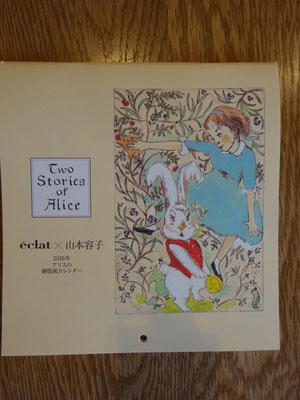 Two
Stories
of
Alice
éclat×山本容子
2016年
アリスの
銅版画カレンダー